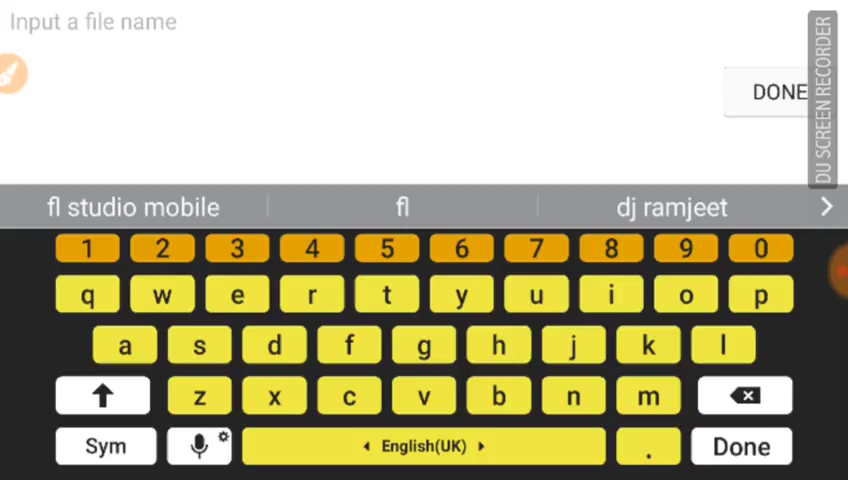 Input a file name
DONE
DU SCREEN RECORDER
fl studio mobile fl dj ramjeet
1 2 3 4 5 6 7 8 9 0
q w e r t y u i o p
a s d f g h j k l
z x c v b n m
Sym English(UK) . Done